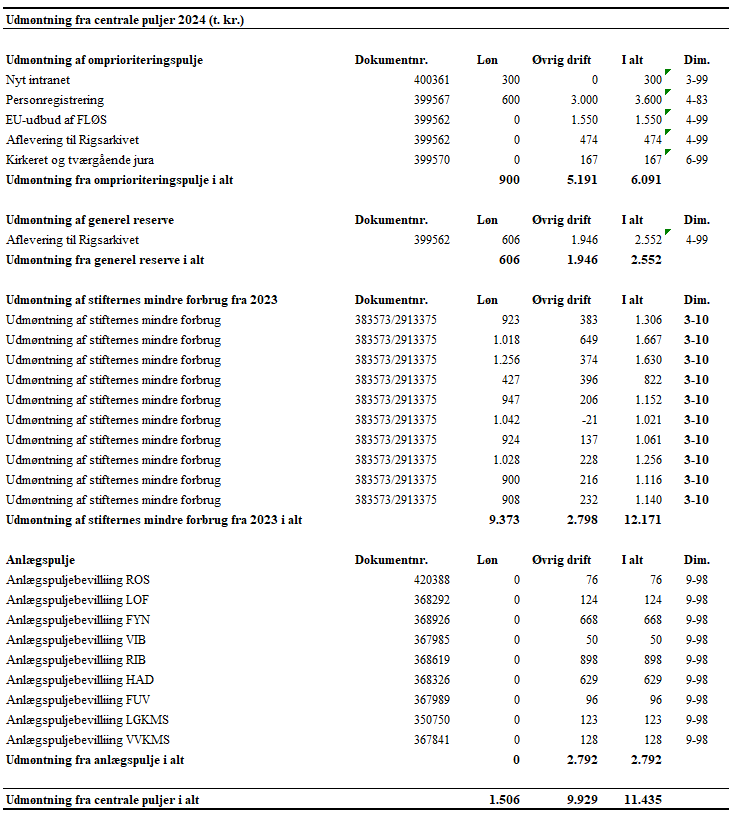 Udmøntning fra centrale puljer 2024 (t. kr.)
Udmøntning af omprioriteringspulje Dokumentnr. Løn Øvrig drift I alt Dim.
Nyt intranet 400361 300 0 300 3-99
Personregistrering 399567 600 3.000 3.600 4-83
EU-udbud af FLØS 399562 0 1.550 1.550 4-99
Aflevering til Rigsarkivet 399562 0 474 474 4-99
Kirkeret og tværgående jura 399570 0 167 167 6-99
Udmøntning fra omprioriteringspulje i alt 900 5.191 6.091
Udmøntning af generel reserve Dokumentnr. Løn Øvrig drift I alt Dim.
Aflevering til Rigsarkivet 399562 606 1.946 2.552 4-99
Udmøntning fra generel reserve i alt 606 1.946 2.552
Udmøntning af stifternes mindre forbrug fra 2023 Dokumentnr. Løn Øvrig drift I alt Dim.
Udmøntning af stifternes mindre forbrug 383573/2913375 923 383 1.306 3-10
Udmøntning af stifternes mindre forbrug 383573/2913375 1.018 649 1.667 3-10
Udmøntning af stifternes mindre forbrug 383573/2913375 1.256 374 1.630 3-10
Udmøntning af stifternes mindre forbrug 383573/2913375 427 396 822 3-10
Udmøntning af stifternes mindre forbrug 383573/2913375 947 206 1.152 3-10
Udmøntning af stifternes mindre forbrug 383573/2913375 1.042 -21 1.021 3-10
Udmøntning af stifternes mindre forbrug 383573/2913375 924 137 1.061 3-10
Udmøntning af stifternes mindre forbrug 383573/2913375 1.028 228 1.256 3-10
Udmøntning af stifternes mindre forbrug 383573/2913375 900 216 1.116 3-10
Udmøntning af stifternes mindre forbrug 383573/2913375 908 232 1.140 3-10
Udmøntning af stifternes mindre forbrug fra 2023 i alt 9.373 2.798 12.171
Anlægspulje Dokumentnr. Løn Øvrig drift I alt Dim.
Anlægspuljebevilliing ROS 420388 0 76 76 9-98
Anlægspuljebevilliing LOF 368292 0 124 124 9-98
Anlægspuljebevilliing FYN 368926 0 668 668 9-98
Anlægspuljebevilliing VIB 367985 0 50 50 9-98
Anlægspuljebevilliing RIB 368619 0 898 898 9-98
Anlægspuljebevilliing HAD 368326 0 629 629 9-98
Anlægspuljebevilliing FUV 367989 0 96 96 9-98
Anlægspuljebevilliing LGKMS 350750 0 123 123 9-98
Anlægspuljebevilliing VVKMS 367841 0 128 128 9-98
Udmøntning fra anlægspulje i alt 0 2.792 2.792
Udmøntning fra centrale puljer i alt 1.506 9.929 11.435